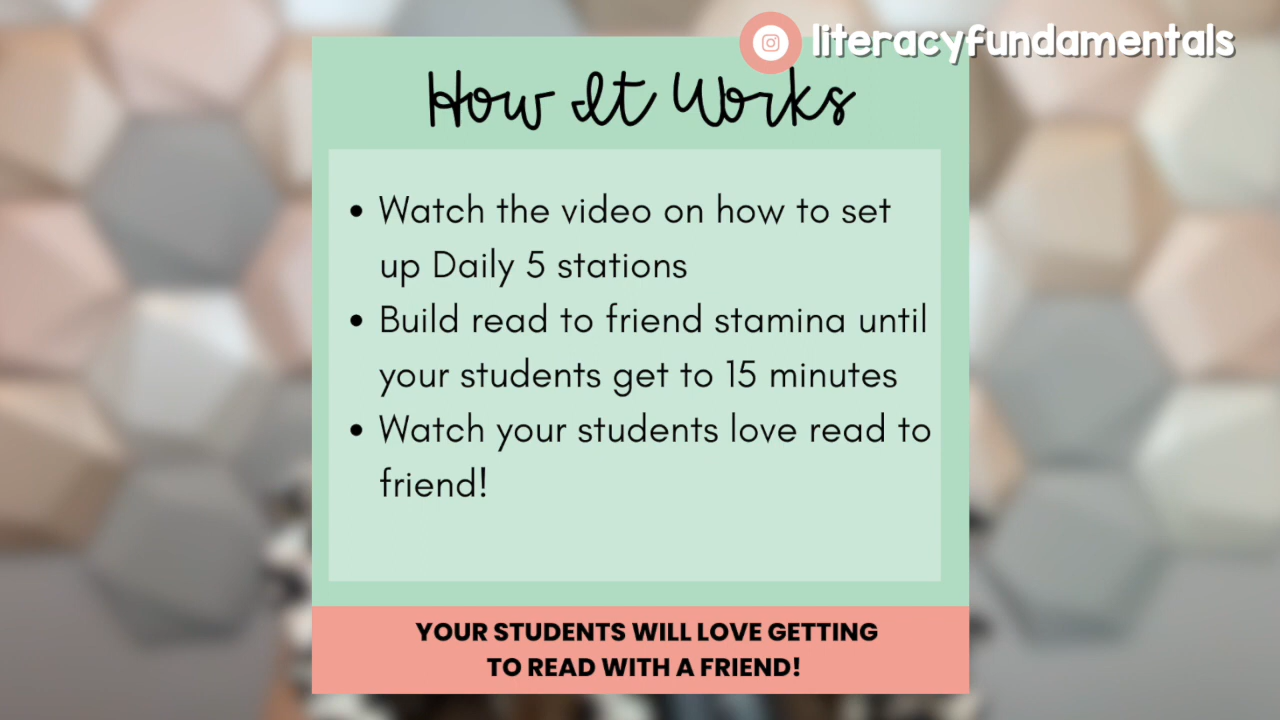 literacyfundamentals
How It Works
• Watch the video on how to set
up Daily 5 stations
• Build read to friend stamina until
your students get to 15 minutes
• Watch your students love read to
friend!
YOUR STUDENTS WILL LOVE GETTING
TO READ WITH A FRIEND!